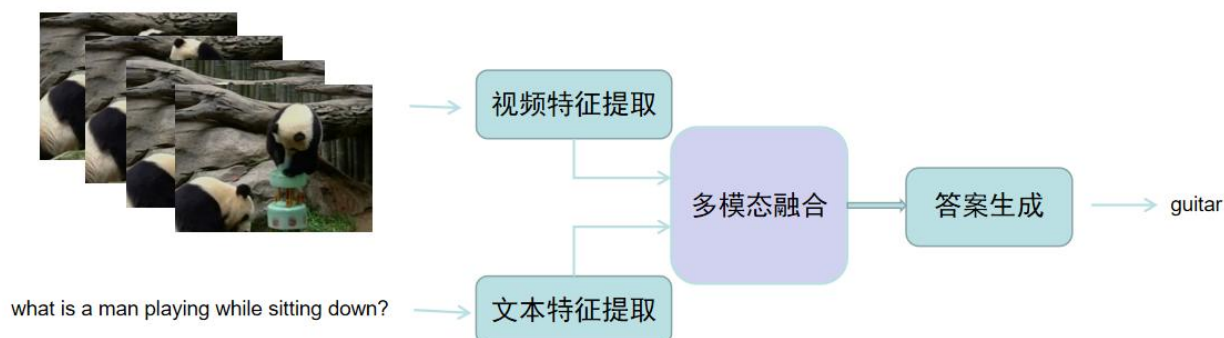 视频特征提取
多模态融合
答案生成
guitar
what is a man playing while sitting down?
文本特征提取